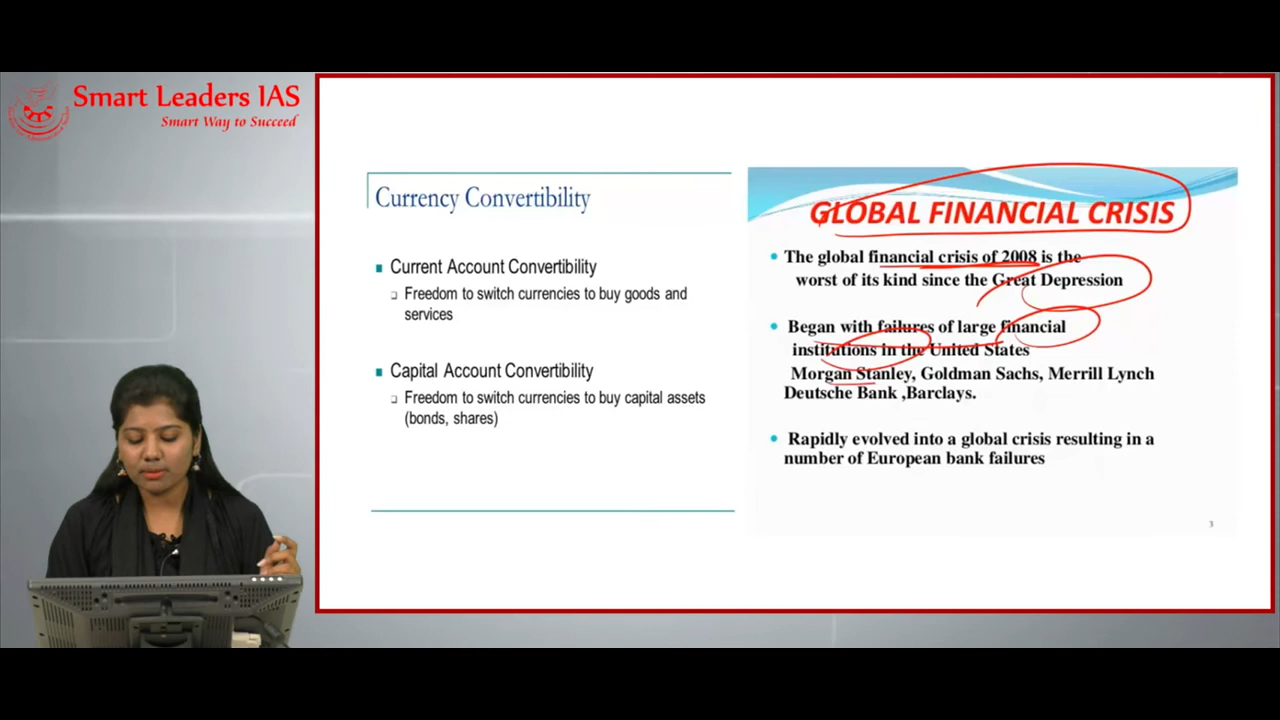 Smart Leaders IAS
Smart Way to Succeed
Currency Convertibility
Current Account Convertibility
Freedom to switch currencies to buy goods and
services
Capital Account Convertibility
Freedom to switch currencies to buy capital assets
(bonds, shares)
GLOBAL FINANCIAL CRISIS
The global financial crisis of 2008 is the
worst of its kind since the Great Depression
Began with failures of large financial
institutions in the United States
Morgan Stanley, Goldman Sachs, Merrill Lynch
Deutsche Bank ,Barclays.
Rapidly evolved into a global crisis resulting in a
number of European bank failures
3